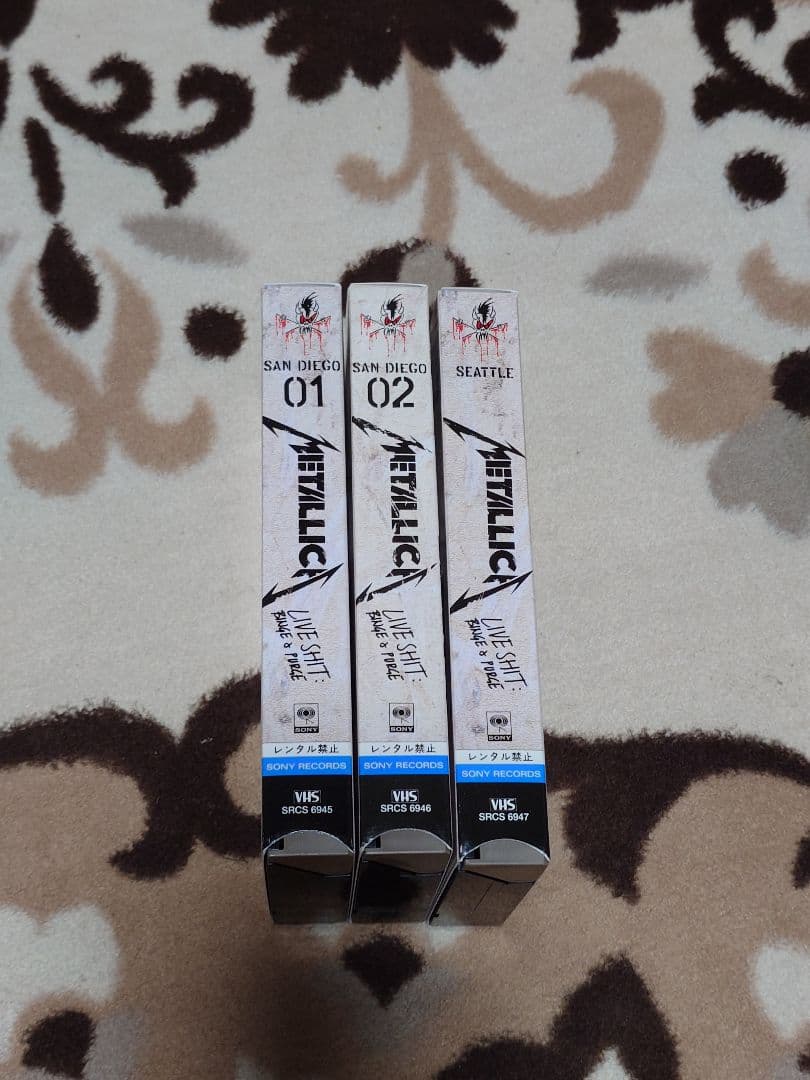 SAN DIEGO
01
METALLICA
LIVE SHIT:
BINGE & PURGE
SONY
レンタル禁止
SONY RECORDS
VHS
SRCS 6945
SAN DIEGO
02
METALLICA
LIVE SHIT:
BINGE & PURGE
SONY
レンタル禁止
SONY RECORDS
VHS
SRCS 6946
SEATTLE
METALLICA
LIVE SHIT:
BINGE & PURGE
SONY
レンタル禁止
SONY RECORDS
VHS
SRCS 6947